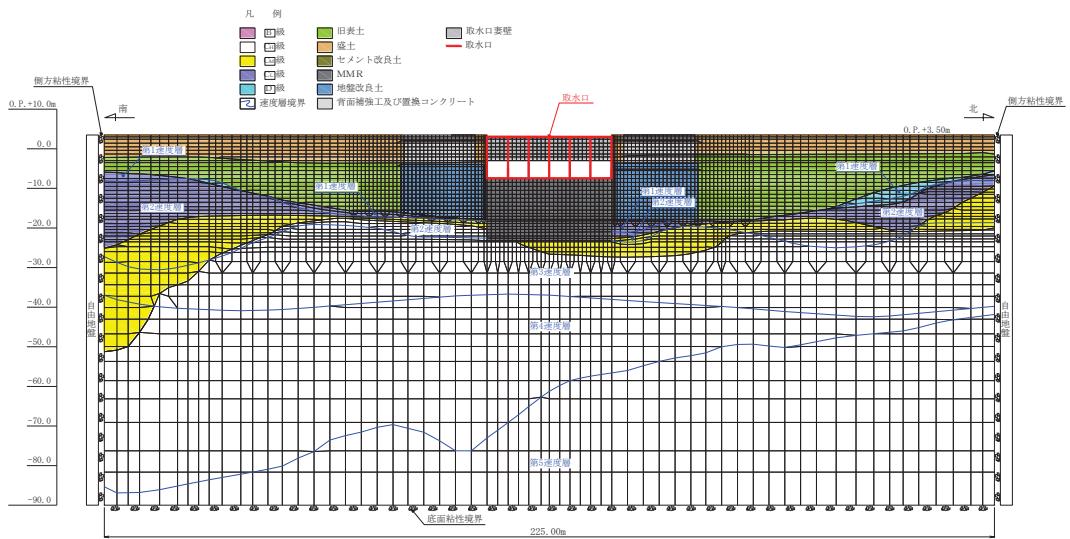 凡 例
B級
CH級
CM級
CL級
D級
速度層境界
旧表土
盛土
セメント改良土
MMR
地盤改良土
背面補強工及び置換コンクリート
取水口妻壁
取水口
側方粘性境界
側方粘性境界
取水口
南
北
O.P.+10.0m
O.P.+3.50m
0.0
-10.0
-20.0
-30.0
-40.0
-50.0
-60.0
-70.0
-80.0
-90.0
第1速度層
第1速度層
第1速度層
第1速度層
第2速度層
第2速度層
第2速度層
第2速度層
第3速度層
第4速度層
第5速度層
自由地盤
自由地盤
底面粘性境界
225.00m